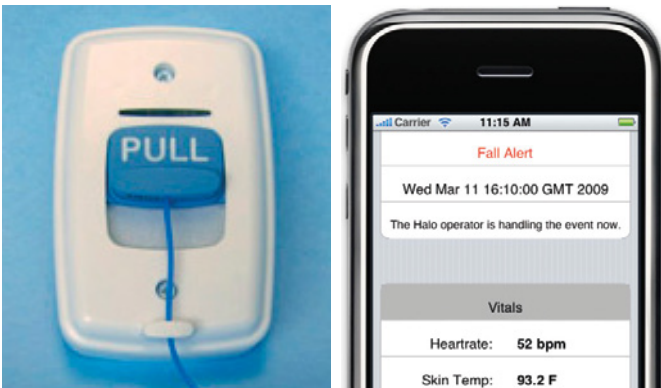 PULL
Carrier 11:15 AM
Fall Alert
Wed Mar 11 16:10:00 GMT 2009
The Halo operator is handling the event now.
Vitals
Heartrate: 52 bpm
Skin Temp: 93.2 F